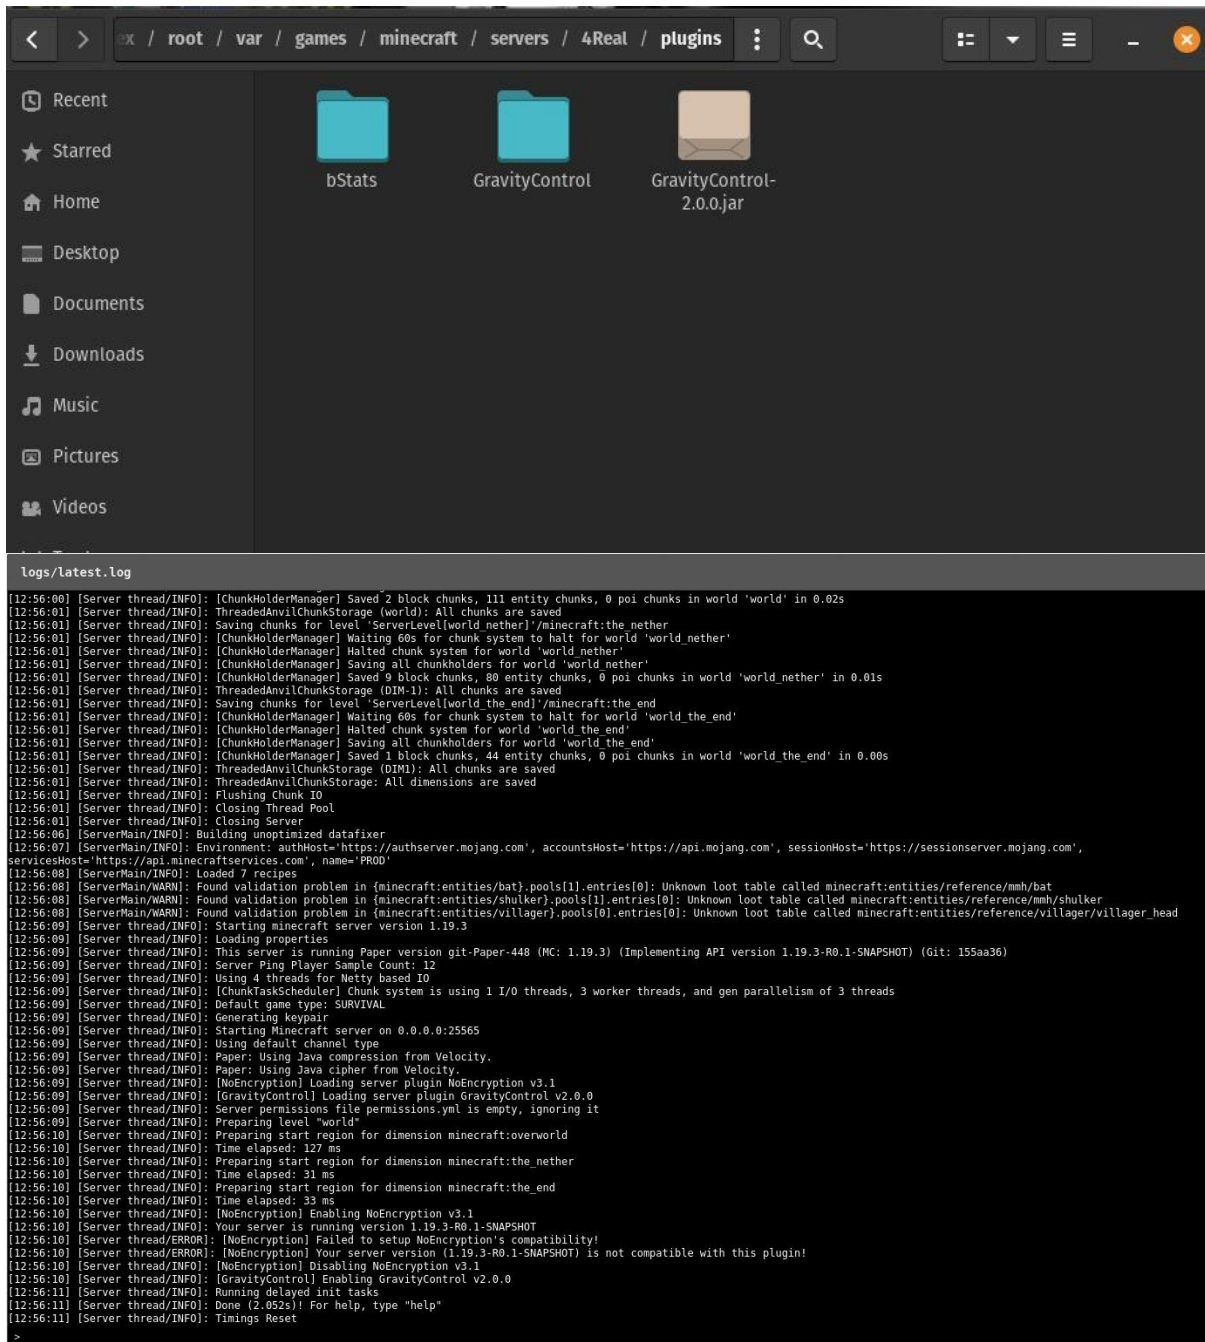 ex / root / var / games / minecraft / servers / 4Real / plugins
Recent
Starred
Home
Desktop
Documents
Downloads
Music
Pictures
Videos
bStats
GravityControl
GravityControl-
2.0.0.jar
logs/latest.log
[12:56:00] [Server thread/INFO]: [ChunkHolderManager] Saved 2 block chunks, 111 entity chunks, 0 poi chunks in world 'world' in 0.02s
[12:56:01] [Server thread/INFO]: ThreadedAnvilChunkStorage (world): All chunks are saved
[12:56:01] [Server thread/INFO]: Saving chunks for level 'ServerLevel[world_nether]'/minecraft:the_nether
[12:56:01] [Server thread/INFO]: [ChunkHolderManager] Waiting 60s for chunk system to halt for world 'world_nether'
[12:56:01] [Server thread/INFO]: [ChunkHolderManager] Halted chunk system for world 'world_nether'
[12:56:01] [Server thread/INFO]: [ChunkHolderManager] Saving all chunkholders for world 'world_nether'
[12:56:01] [Server thread/INFO]: [ChunkHolderManager] Saved 9 block chunks, 80 entity chunks, 0 poi chunks in world 'world_nether' in 0.01s
[12:56:01] [Server thread/INFO]: ThreadedAnvilChunkStorage (DIM-1): All chunks are saved
[12:56:01] [Server thread/INFO]: Saving chunks for level 'ServerLevel[world_the_end]'/minecraft:the_end
[12:56:01] [Server thread/INFO]: [ChunkHolderManager] Waiting 60s for chunk system to halt for world 'world_the_end'
[12:56:01] [Server thread/INFO]: [ChunkHolderManager] Halted chunk system for world 'world_the_end'
[12:56:01] [Server thread/INFO]: [ChunkHolderManager] Saving all chunkholders for world 'world_the_end'
[12:56:01] [Server thread/INFO]: [ChunkHolderManager] Saved 1 block chunks, 44 entity chunks, 0 poi chunks in world 'world_the_end' in 0.00s
[12:56:01] [Server thread/INFO]: ThreadedAnvilChunkStorage (DIM1): All chunks are saved
[12:56:01] [Server thread/INFO]: ThreadedAnvilChunkStorage: All dimensions are saved
[12:56:01] [Server thread/INFO]: Flushing Chunk IO
[12:56:01] [Server thread/INFO]: Closing Thread Pool
[12:56:01] [Server thread/INFO]: Closing Server
[12:56:06] [ServerMain/INFO]: Building unoptimized datafixer
[12:56:07] [ServerMain/INFO]: Environment: authHost='https://authserver.mojang.com', accountsHost='https://api.mojang.com', sessionHost='https://sessionserver.mojang.com',
servicesHost='https://api.minecraftservices.com', name='PROD'
[12:56:08] [ServerMain/INFO]: Loaded 7 recipes
[12:56:08] [ServerMain/WARN]: Found validation problem in {minecraft:entities/bat}.pools[1].entries[0]: Unknown loot table called minecraft:entities/reference/mmh/bat
[12:56:08] [ServerMain/WARN]: Found validation problem in {minecraft:entities/shulker}.pools[1].entries[0]: Unknown loot table called minecraft:entities/reference/mmh/shulker
[12:56:08] [ServerMain/WARN]: Found validation problem in {minecraft:entities/villager}.pools[0].entries[0]: Unknown loot table called minecraft:entities/reference/villager/villager_head
[12:56:09] [Server thread/INFO]: Starting minecraft server version 1.19.3
[12:56:09] [Server thread/INFO]: Loading properties
[12:56:09] [Server thread/INFO]: This server is running Paper version git-Paper-448 (MC: 1.19.3) (Implementing API version 1.19.3-R0.1-SNAPSHOT) (Git: 155aa36)
[12:56:09] [Server thread/INFO]: Server Ping Player Sample Count: 12
[12:56:09] [Server thread/INFO]: Using 4 threads for Netty based IO
[12:56:09] [Server thread/INFO]: [ChunkTaskScheduler] Chunk system is using 1 I/O threads, 3 worker threads, and gen parallelism of 3 threads
[12:56:09] [Server thread/INFO]: Default game type: SURVIVAL
[12:56:09] [Server thread/INFO]: Generating keypair
[12:56:09] [Server thread/INFO]: Starting Minecraft server on 0.0.0.0:25565
[12:56:09] [Server thread/INFO]: Using default channel type
[12:56:09] [Server thread/INFO]: Paper: Using Java compression from Velocity.
[12:56:09] [Server thread/INFO]: Paper: Using Java cipher from Velocity.
[12:56:09] [Server thread/INFO]: [NoEncryption] Loading server plugin NoEncryption v3.1
[12:56:09] [Server thread/INFO]: [GravityControl] Loading server plugin GravityControl v2.0.0
[12:56:09] [Server thread/INFO]: Server permissions file permissions.yml is empty, ignoring it
[12:56:09] [Server thread/INFO]: Preparing level "world"
[12:56:10] [Server thread/INFO]: Preparing start region for dimension minecraft:overworld
[12:56:10] [Server thread/INFO]: Time elapsed: 127 ms
[12:56:10] [Server thread/INFO]: Preparing start region for dimension minecraft:the_nether
[12:56:10] [Server thread/INFO]: Time elapsed: 31 ms
[12:56:10] [Server thread/INFO]: Preparing start region for dimension minecraft:the_end
[12:56:10] [Server thread/INFO]: Time elapsed: 33 ms
[12:56:10] [Server thread/INFO]: [NoEncryption] Enabling NoEncryption v3.1
[12:56:10] [Server thread/INFO]: Your server is running version 1.19.3-R0.1-SNAPSHOT
[12:56:10] [Server thread/ERROR]: [NoEncryption] Failed to setup NoEncryption's compatibility!
[12:56:10] [Server thread/ERROR]: [NoEncryption] Your server version (1.19.3-R0.1-SNAPSHOT) is not compatible with this plugin!
[12:56:10] [Server thread/INFO]: [NoEncryption] Disabling NoEncryption v3.1
[12:56:10] [Server thread/INFO]: [GravityControl] Enabling GravityControl v2.0.0
[12:56:11] [Server thread/INFO]: Running delayed init tasks
[12:56:11] [Server thread/INFO]: Done (2.052s)! For help, type "help"
[12:56:11] [Server thread/INFO]: Timings Reset
>